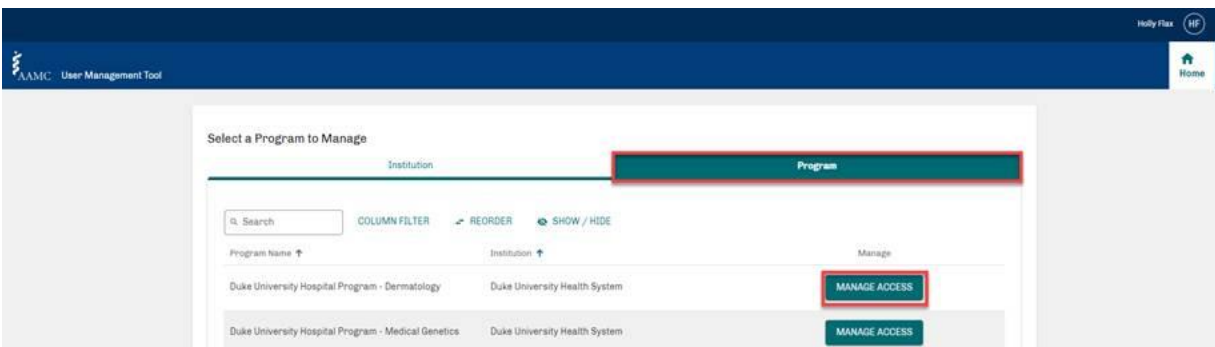 Holly Flax HF
AAMC User Management Tool
Home
Select a Program to Manage
Institution Program
Search COLUMN FILTER REORDER SHOW / HIDE
Program Name Institution Manage
Duke University Hospital Program - Dermatology Duke University Health System MANAGE ACCESS
Duke University Hospital Program - Medical Genetics Duke University Health System MANAGE ACCESS